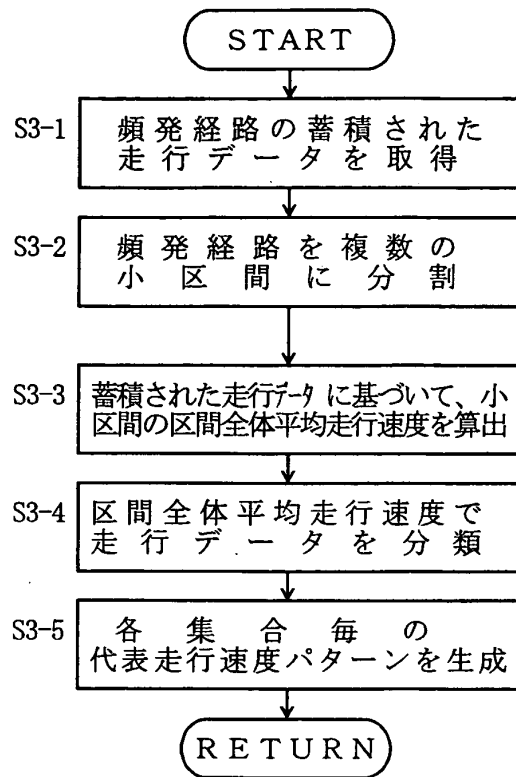 START
S3-1
頻発経路の蓄積された
走行データを取得
S3-2
頻発経路を複数の
小区間に分割
S3-3
蓄積された走行ﾃﾞｰﾀに基づいて、小
区間の区間全体平均走行速度を算出
S3-4
区間全体平均走行速度で
走行データを分類
S3-5
各集合毎の
代表走行速度パターンを生成
RETURN